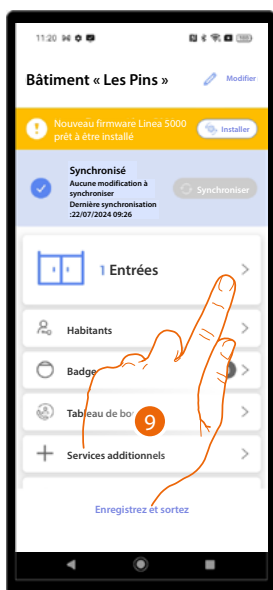 11:20
Bâtiment « Les Pins »
Modifier
Nouveau firmware Linea 5000
prêt à être installé
Installer
Synchronisé
Aucune modification à
synchroniser
Dernière synchronisation
:22/07/2024 09:26
Synchroniser
1 Entrées
Habitants
Badge
Tableau de bo
9
Services additionnels
Enregistrez et sortez